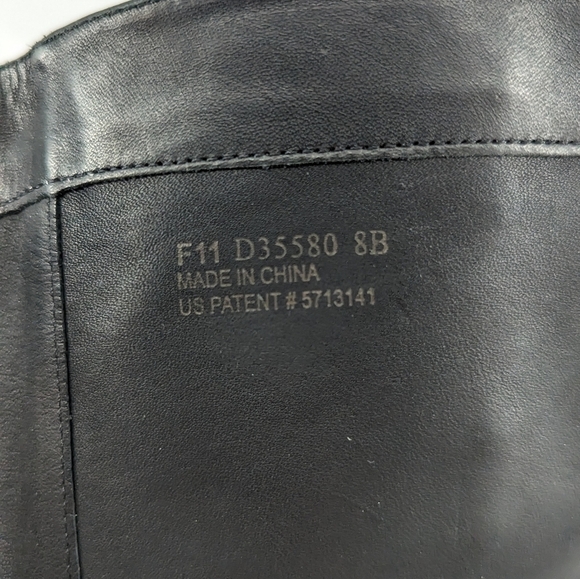 F11 D35580 8B
MADE IN CHINA
US PATENT # 5713141